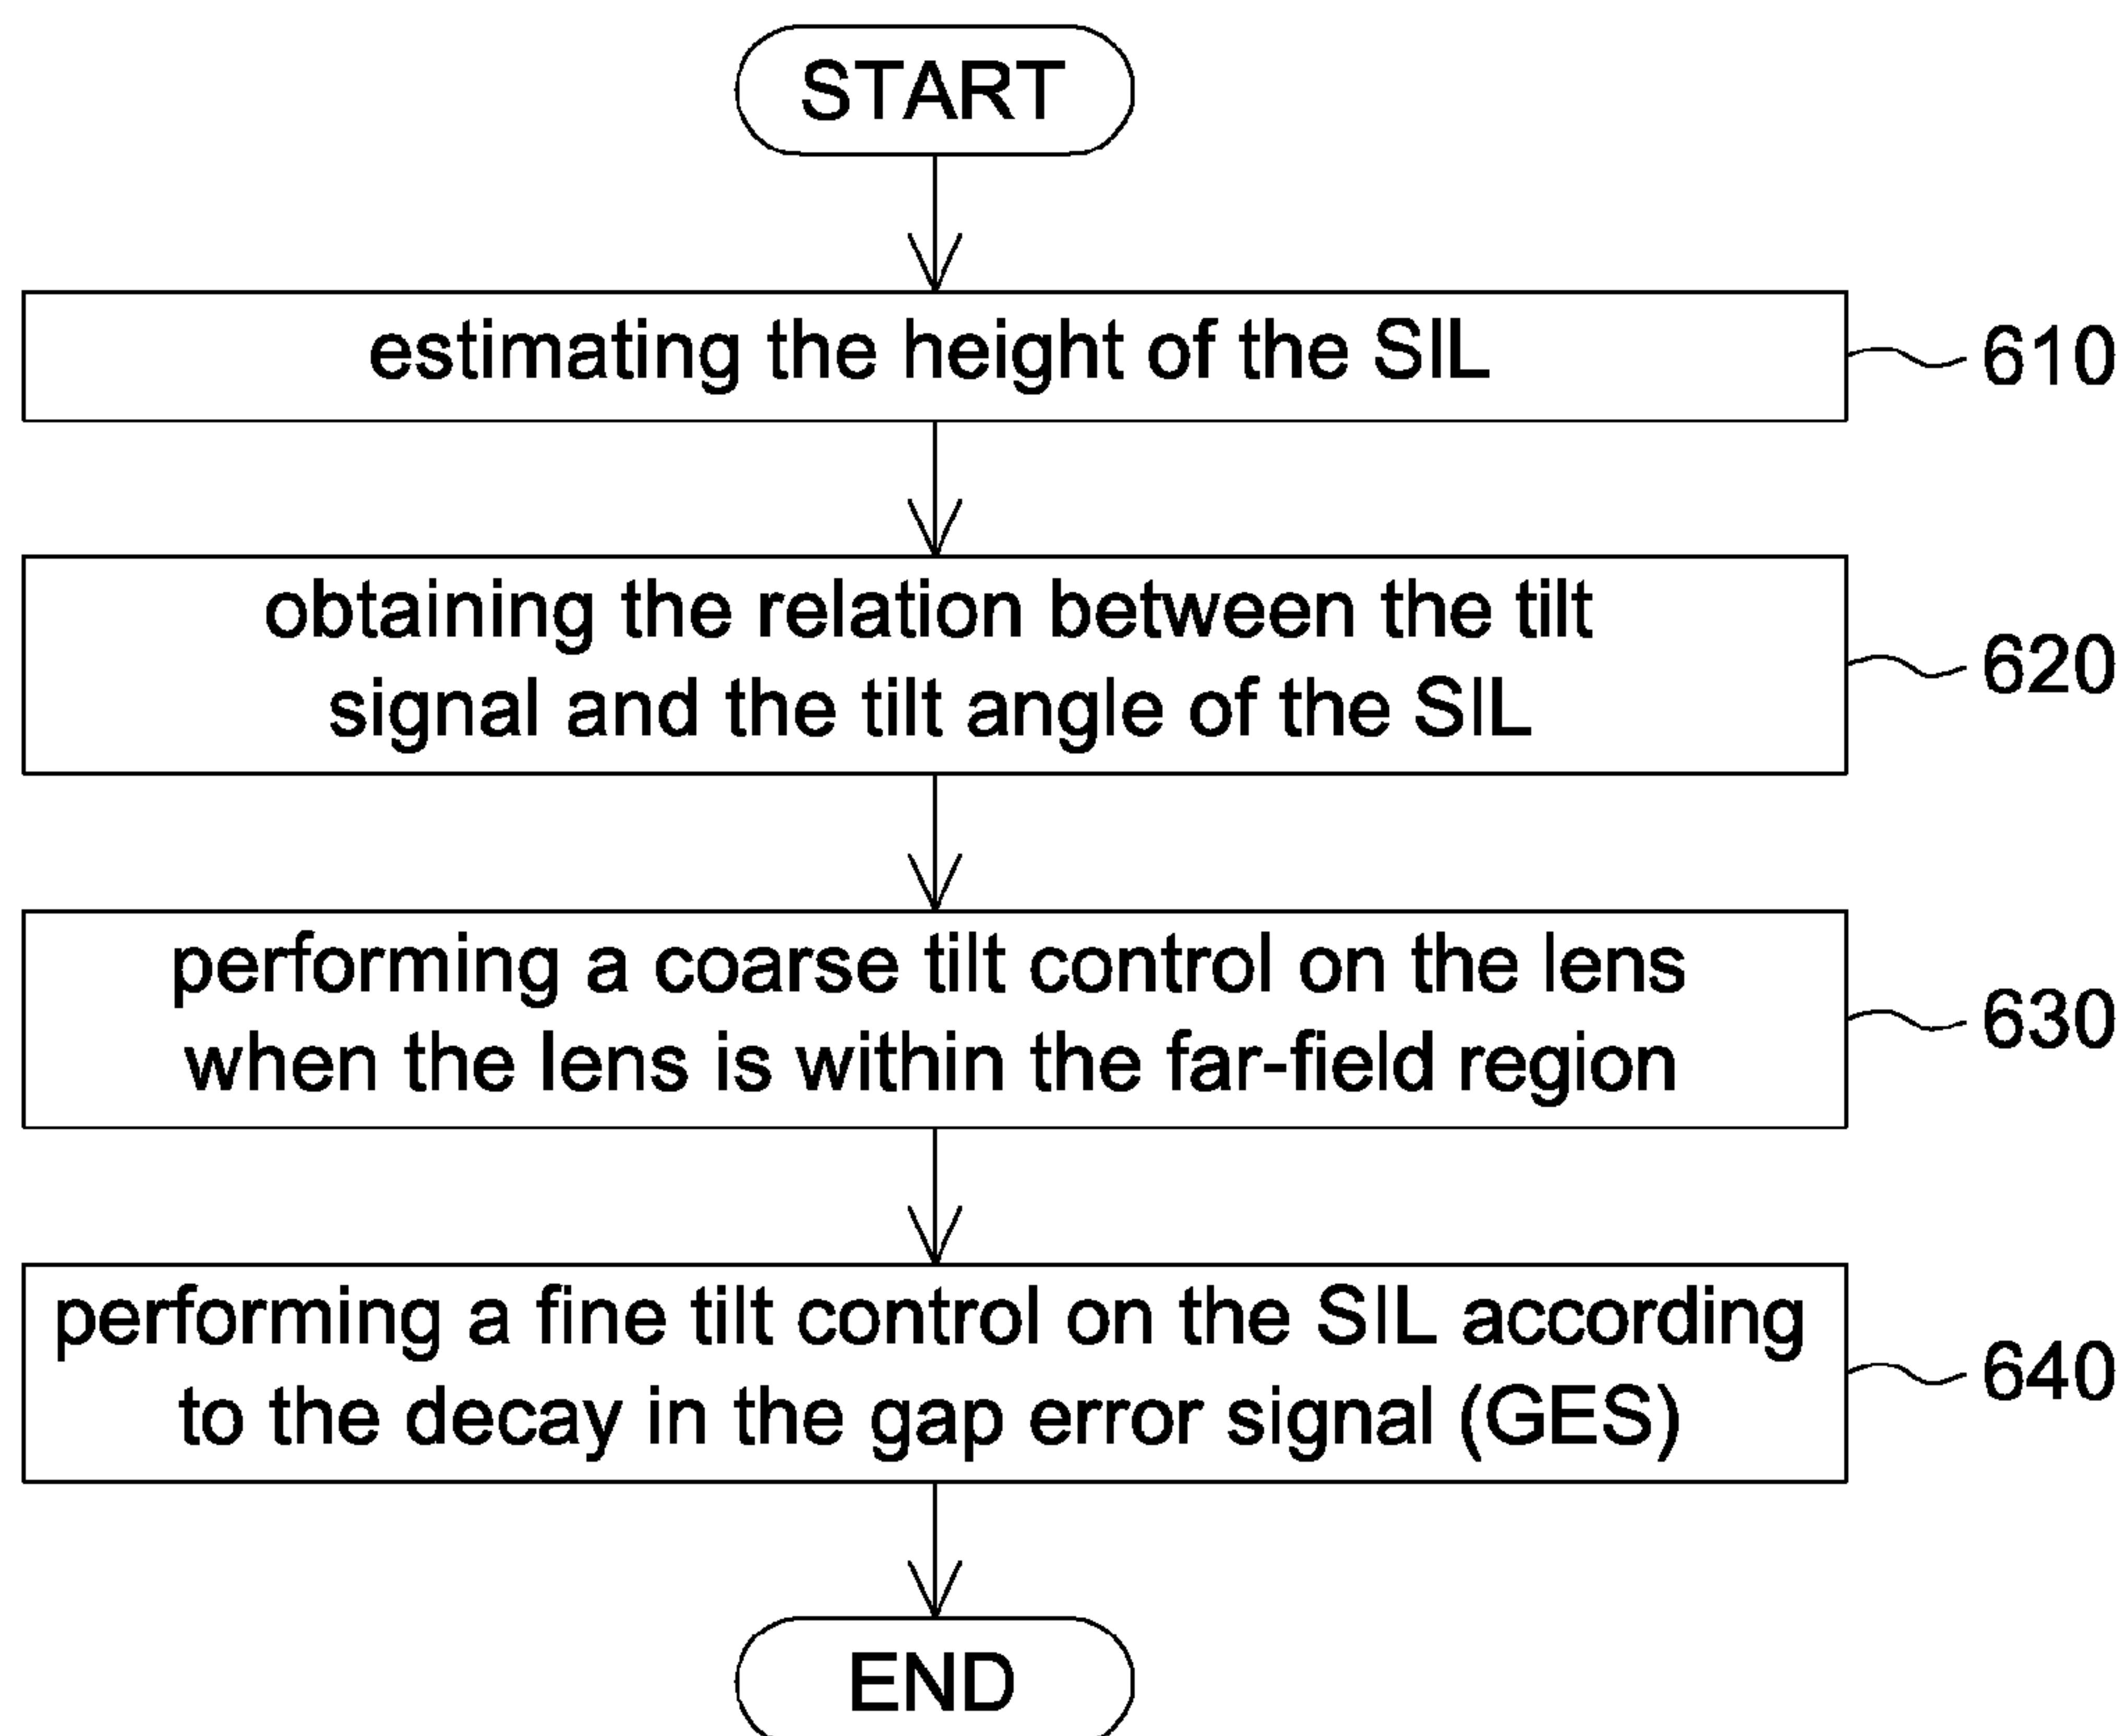 START
estimating the height of the SIL
610
obtaining the relation between the tilt
signal and the tilt angle of the SIL
620
performing a coarse tilt control on the lens
when the lens is within the far-field region
630
performing a fine tilt control on the SIL according
to the decay in the gap error signal (GES)
640
END